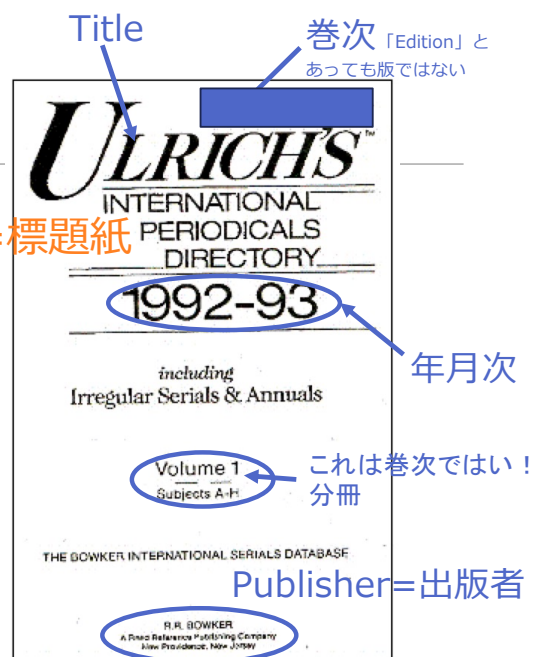 Title
巻次「Edition」と
あっても版ではない
ULRICH'S™
INTERNATIONAL
=標題紙
PERIODICALS
DIRECTORY
1992-93
年月次
including
Irregular Serials & Annuals
Volume 1
Subjects A-H
これは巻次ではい！
分冊
THE BOWKER INTERNATIONAL SERIALS DATABASE
Publisher=出版者
R.R. BOWKER
A Reed Reference Publishing Company
New Providence, New Jersey